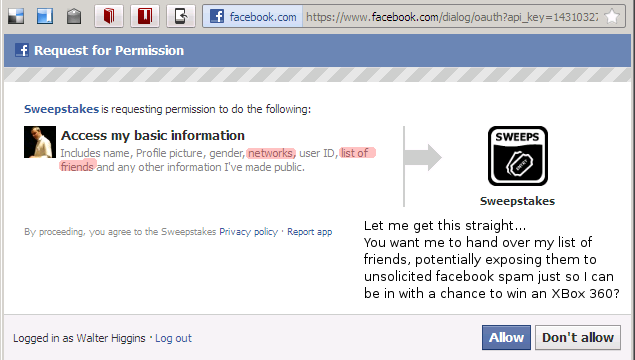 facebook.com
https://www.facebook.com/dialog/oauth?api_key=14310327
Request for Permission
Sweepstakes is requesting permission to do the following:
Access my basic information
Includes name, Profile picture, gender, networks, user ID, list of
friends and any other information I've made public.
SWEEPS
Sweepstakes
By proceeding, you agree to the Sweepstakes Privacy policy · Report app
Let me get this straight...
You want me to hand over my list of
friends, potentially exposing them to
unsolicited facebook spam just so I can
be in with a chance to win an XBox 360?
Logged in as Walter Higgins · Log out
Allow
Don't allow